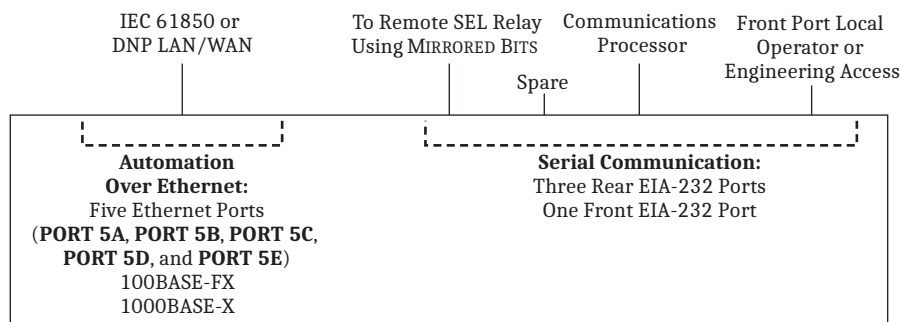 IEC 61850 or
DNP LAN/WAN
To Remote SEL Relay
Using MIRRORED BITS
Spare
Communications
Processor
Front Port Local
Operator or
Engineering Access
Automation
Over Ethernet:
Five Ethernet Ports
(PORT 5A, PORT 5B, PORT 5C,
PORT 5D, and PORT 5E)
100BASE-FX
1000BASE-X
Serial Communication:
Three Rear EIA-232 Ports
One Front EIA-232 Port